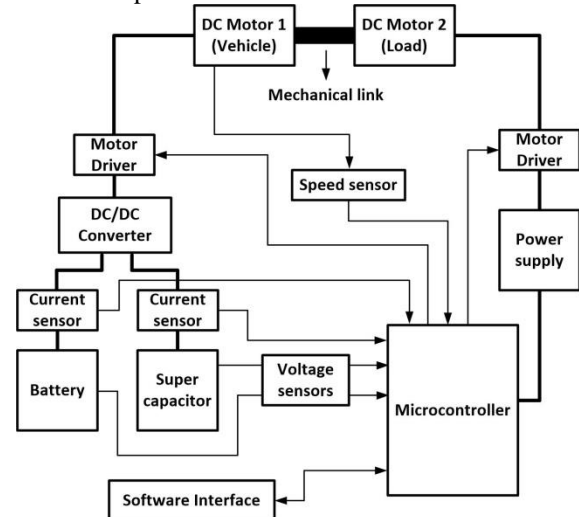 DC Motor 1
(Vehicle)
DC Motor 2
(Load)
Mechanical link
Motor
Driver
Speed sensor
Motor
Driver
DC/DC
Converter
Power
supply
Current
sensor
Current
sensor
Battery
Super
capacitor
Voltage
sensors
Microcontroller
Software Interface